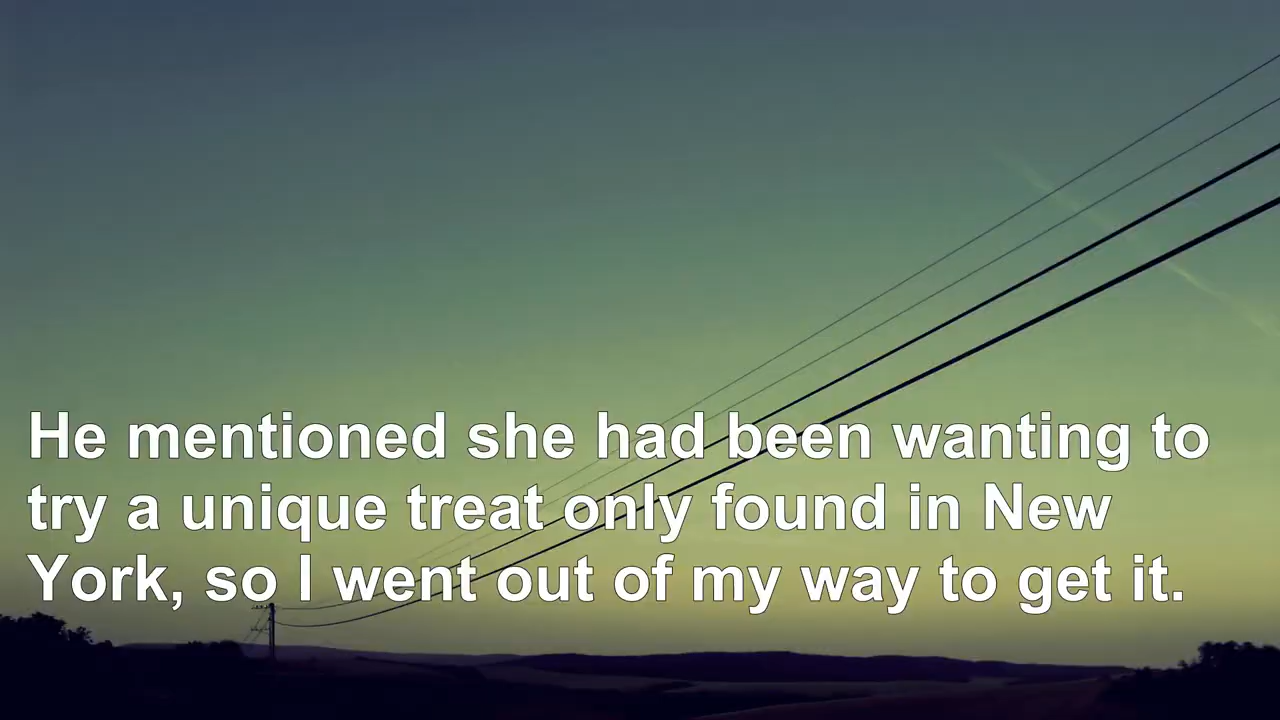 He mentioned she had been wanting to
try a unique treat only found in New
York, so I went out of my way to get it.